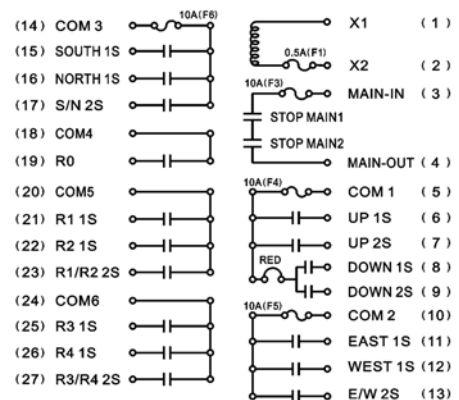 10A(F6)
(14) COM 3
(15) SOUTH 1S
(16) NORTH 1S
(17) S/N 2S
(18) COM4
(19) R0
(20) COM5
(21) R1 1S
(22) R2 1S
(23) R1/R2 2S
(24) COM6
(25) R3 1S
(26) R4 1S
(27) R3/R4 2S
X1 (1)
0.5A(F1)
X2 (2)
10A(F3)
MAIN-IN (3)
STOP MAIN1
STOP MAIN2
MAIN-OUT (4)
10A(F4)
COM 1 (5)
UP 1S (6)
UP 2S (7)
RED
DOWN 1S (8)
DOWN 2S (9)
10A(F5)
COM 2 (10)
EAST 1S (11)
WEST 1S (12)
E/W 2S (13)